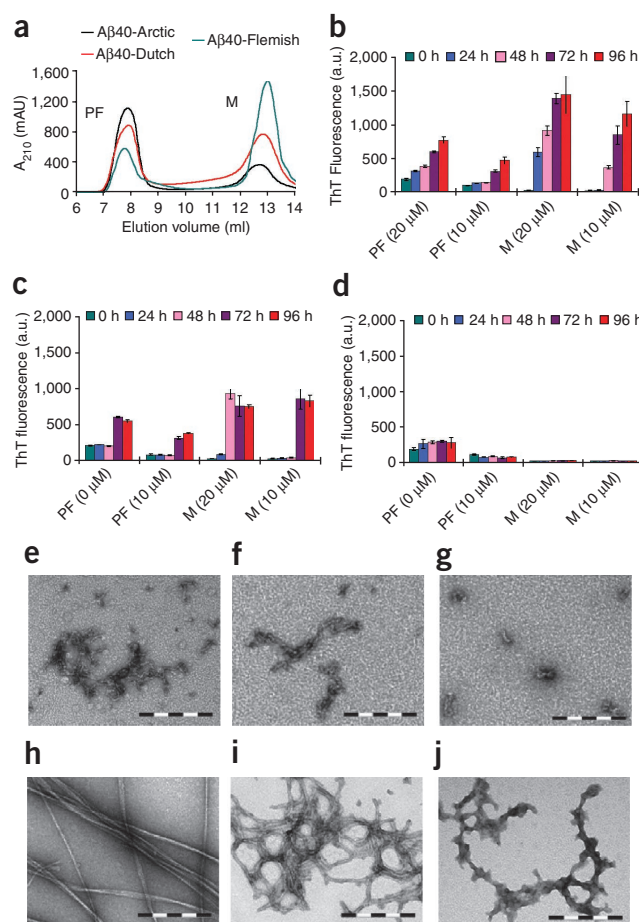 a
Aβ40-Arctic
Aβ40-Flemish
Aβ40-Dutch
1,600
1,200
800
400
0
A210 (mAU)
PF
M
6 7 8 9 10 11 12 13 14
Elution volume (ml)
b
ThT Fluorescence (a.u.)
2,000
1,500
1,000
500
0
0 h 24 h 48 h 72 h 96 h
PF (20 µM)
PF (10 µM)
M (20 µM)
M (10 µM)
c
ThT fluorescence (a.u.)
2,000
1,500
1,000
500
0
0 h 24 h 48 h 72 h 96 h
PF (0 µM)
PF (10 µM)
M (20 µM)
M (10 µM)
d
ThT fluorescence (a.u.)
2,000
1,500
1,000
500
0
0 h 24 h 48 h 72 h 96 h
PF (0 µM)
PF (10 µM)
M (20 µM)
M (10 µM)
e
f
g
h
i
j